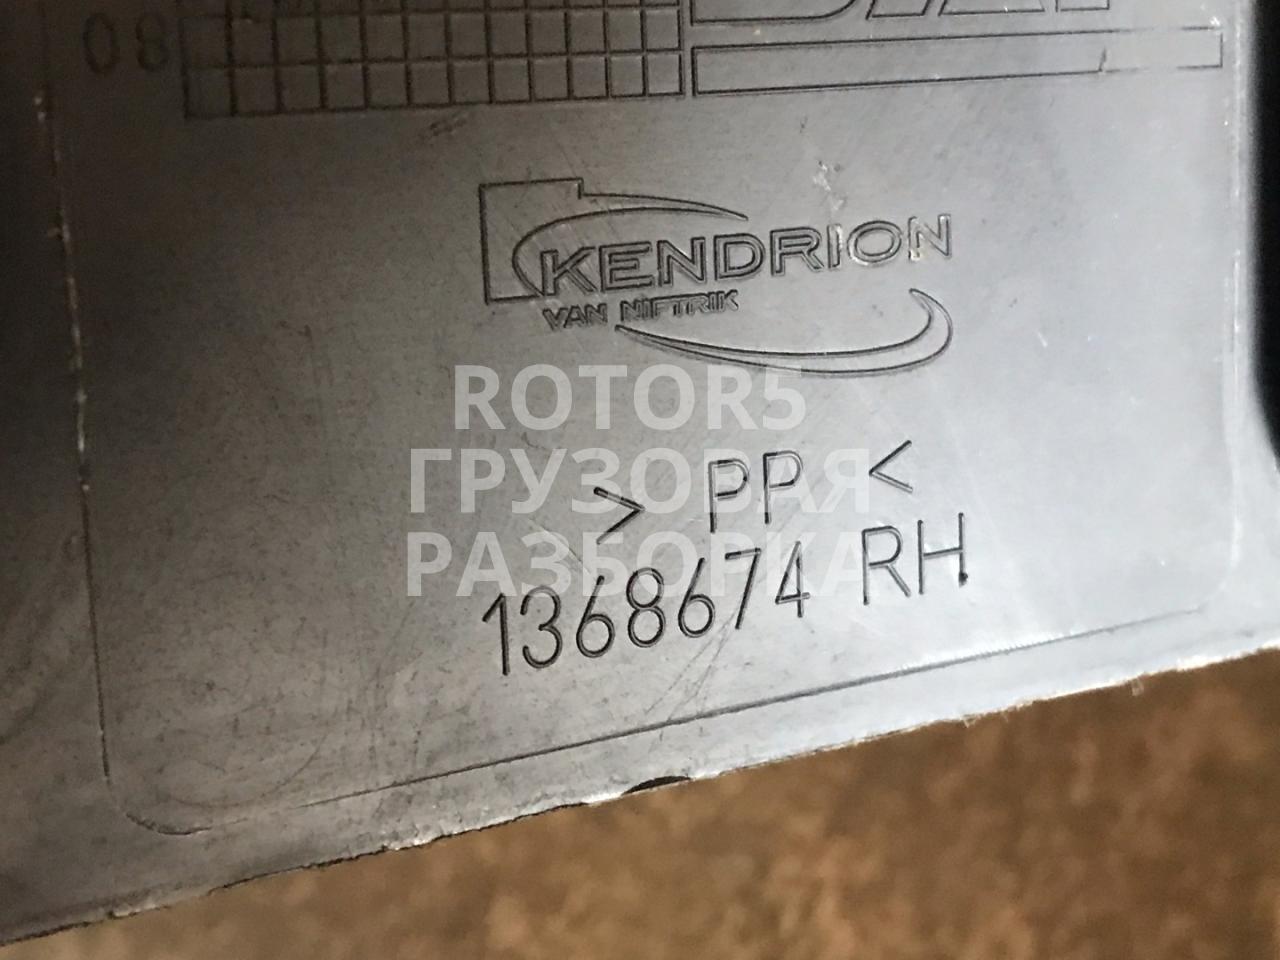 08
KENDRION
VAN NIFTRIK
ROTOR5
ГРУЗОВАЯ
РАЗБОРКА
> PP <
1368674 RH